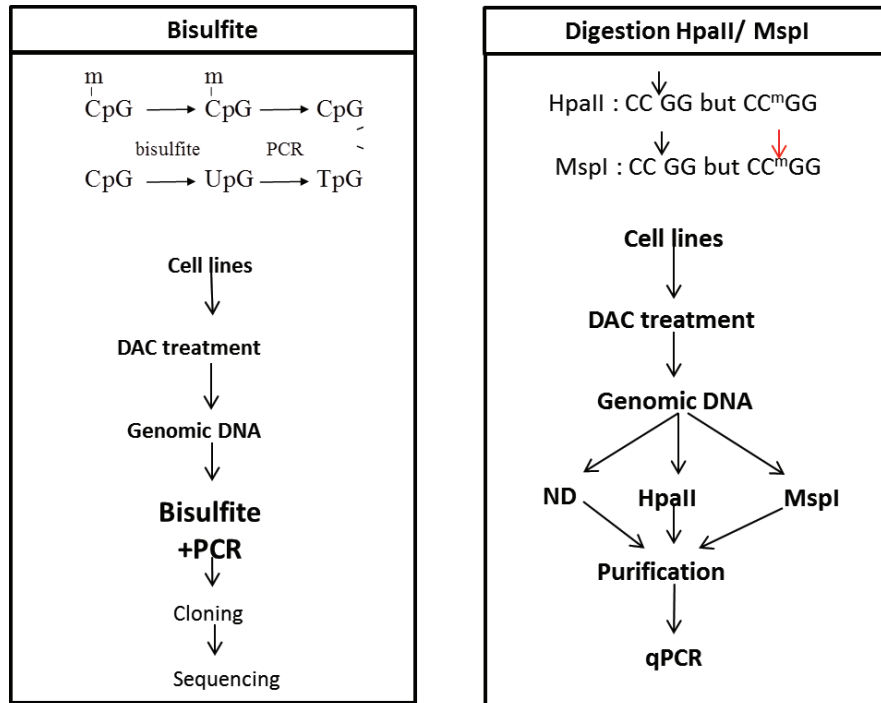 Bisulfite
m m
CpG CpG CpG
bisulfite PCR
CpG UpG TpG
Cell lines
DAC treatment
Genomic DNA
Bisulfite
+PCR
Cloning
Sequencing
Digestion HpaII/ MspI
HpaII : CC GG but CCᵐGG
MspI : CC GG but CCᵐGG
Cell lines
DAC treatment
Genomic DNA
ND HpaII MspI
Purification
qPCR